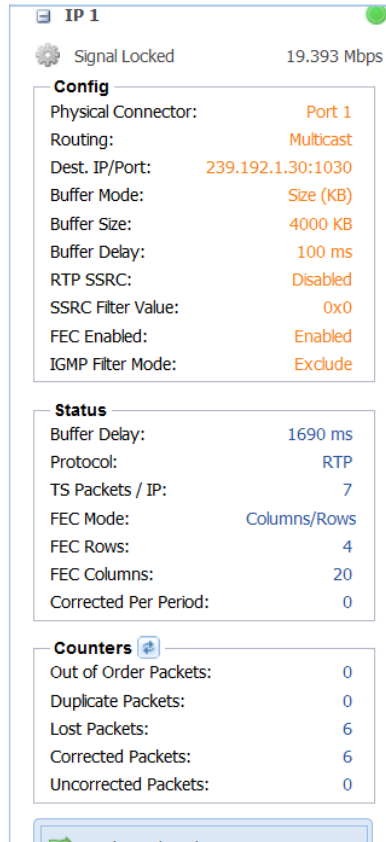 IP 1
Signal Locked 19.393 Mbps
Config
Physical Connector: Port 1
Routing: Multicast
Dest. IP/Port: 239.192.1.30:1030
Buffer Mode: Size (KB)
Buffer Size: 4000 KB
Buffer Delay: 100 ms
RTP SSRC: Disabled
SSRC Filter Value: 0x0
FEC Enabled: Enabled
IGMP Filter Mode: Exclude
Status
Buffer Delay: 1690 ms
Protocol: RTP
TS Packets / IP: 7
FEC Mode: Columns/Rows
FEC Rows: 4
FEC Columns: 20
Corrected Per Period: 0
Counters
Out of Order Packets: 0
Duplicate Packets: 0
Lost Packets: 6
Corrected Packets: 6
Uncorrected Packets: 0